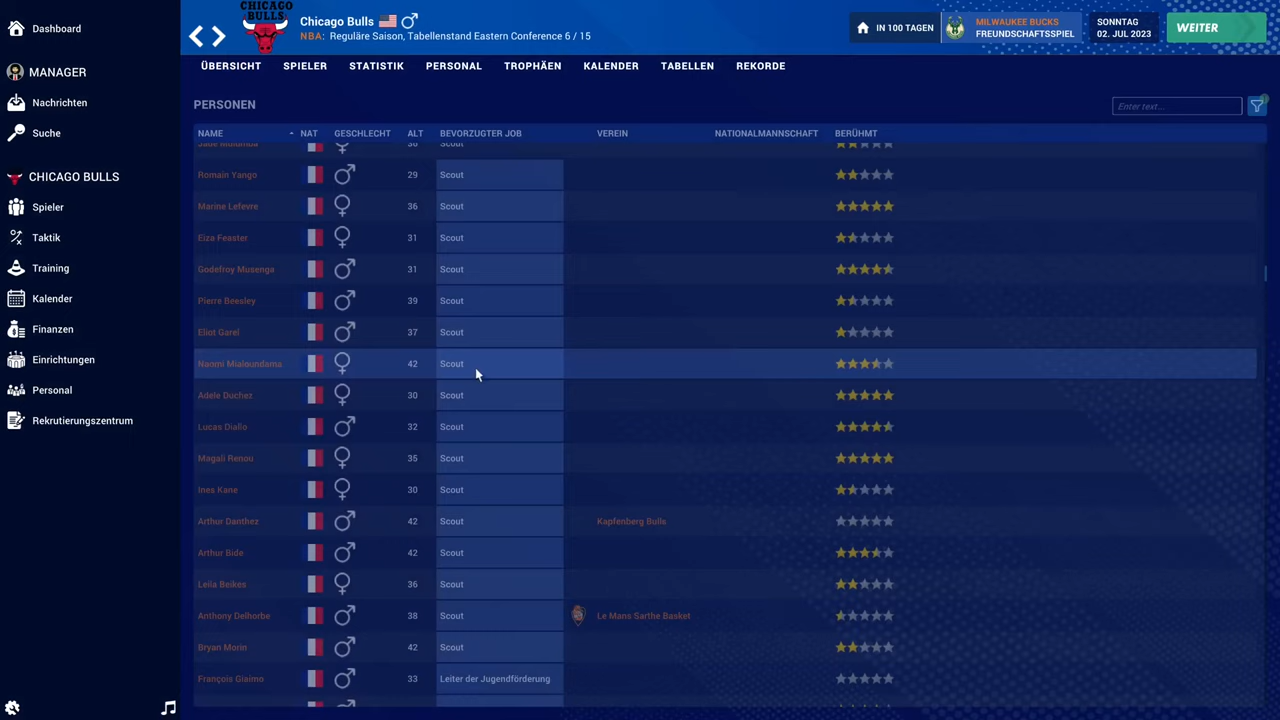 CHICAGO BULLS
Chicago Bulls
NBA: Reguläre Saison, Tabellenstand Eastern Conference 6 / 15
IN 100 TAGEN
MILWAUKEE BUCKS
FREUNDSCHAFTSSPIEL
SONNTAG
02. JUL 2023
WEITER
Dashboard
MANAGER
Nachrichten
Suche
CHICAGO BULLS
Spieler
Taktik
Training
Kalender
Finanzen
Einrichtungen
Personal
Rekrutierungszentrum
ÜBERSICHT SPIELER STATISTIK PERSONAL TROPHÄEN KALENDER TABELLEN REKORDE
PERSONEN
Enter text...
NAME NAT GESCHLECHT ALT BEVORZUGTER JOB VEREIN NATIONALMANNSCHAFT BERÜHMT
36 Scout
Romain Yango 29 Scout
Marine Lefevre 36 Scout
Eiza Feaster 31 Scout
Godefroy Musenga 31 Scout
Pierre Beesley 39 Scout
Eliot Garel 37 Scout
Naomi Mialoundama 42 Scout
Adele Duchez 30 Scout
Lucas Diallo 32 Scout
Magali Renou 35 Scout
Ines Kane 30 Scout
Arthur Danthez 42 Scout Kapfenberg Bulls
Arthur Bide 42 Scout
Leila Beikes 36 Scout
Anthony Delhorbe 38 Scout Le Mans Sarthe Basket
Bryan Morin 42 Scout
François Giaimo 33 Leiter der Jugendförderung